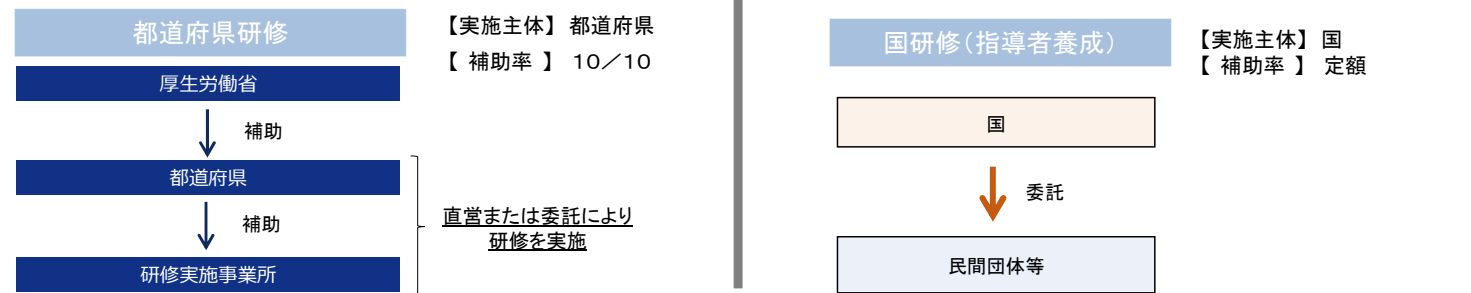 都道府県研修
【実施主体】 都道府県
【 補助率 】 10／10
厚生労働省
補助
都道府県
補助
直営または委託により
研修を実施
研修実施事業所
国研修（指導者養成）
【実施主体】 国
【 補助率 】 定額
国
委託
民間団体等